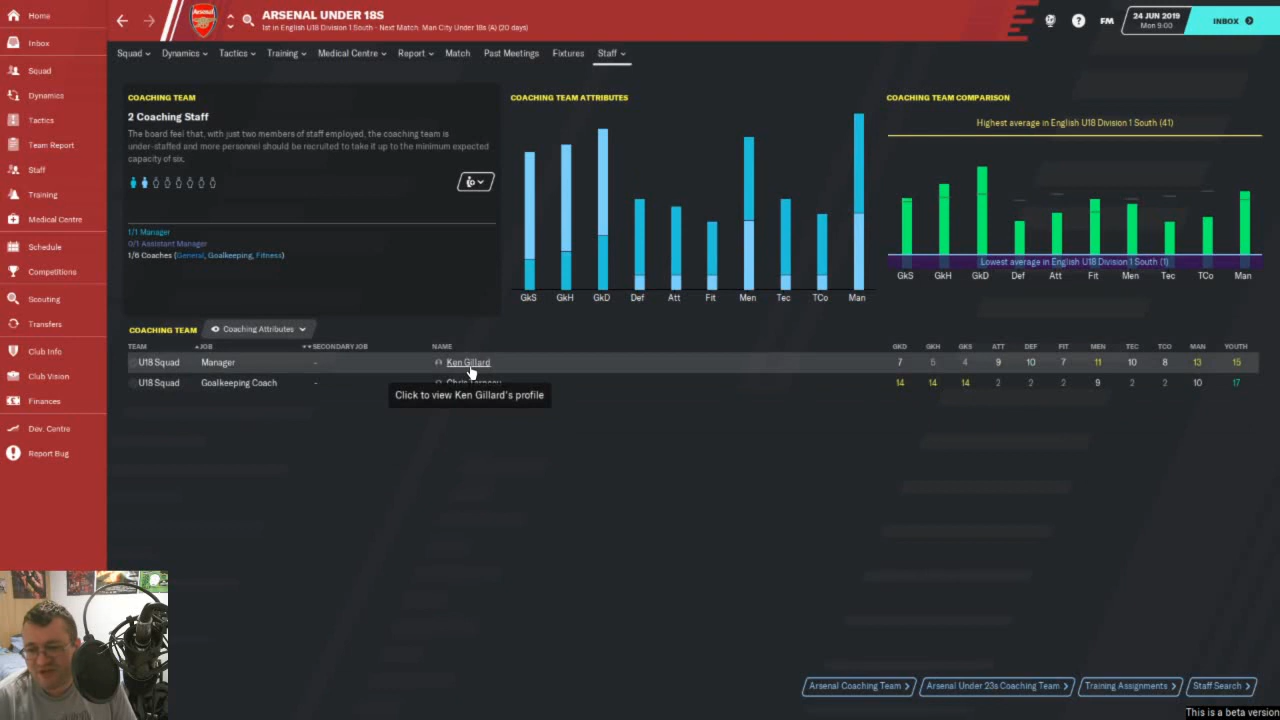 Home
Inbox
Squad
Dynamics
Tactics
Team Report
Staff
Training
Medical Centre
Schedule
Competitions
Scouting
Transfers
Club Info
Club Vision
Finances
Dev. Centre
Report Bug
ARSENAL UNDER 18S
1st in English U18 Division 1 South - Next Match: Man City Under 18s (A) (20 days)
FM
24 JUN 2019
Mon 9:00
INBOX
Squad
Dynamics
Tactics
Training
Medical Centre
Report
Match
Past Meetings
Fixtures
Staff
COACHING TEAM
2 Coaching Staff
The board feel that, with just two members of staff employed, the coaching team is
under-staffed and more personnel should be recruited to take it up to the minimum expected
capacity of six.
1/1 Manager
0/1 Assistant Manager
1/6 Coaches (General, Goalkeeping, Fitness)
COACHING TEAM ATTRIBUTES
GkS GkH GkD Def Att Fit Men Tec TCo Man
COACHING TEAM COMPARISON
Highest average in English U18 Division 1 South (41)
Lowest average in English U18 Division 1 South (1)
GkS GkH GkD Def Att Fit Men Tec TCo Man
COACHING TEAM
Coaching Attributes
TEAM JOB SECONDARY JOB NAME GKD GKH GKS ATT DEF FIT MEN TEC TCO MAN YOUTH
U18 Squad Manager - Ken Gillard 7 5 4 9 10 7 11 10 8 13 15
U18 Squad Goalkeeping Coach - Chris 14 14 14 2 2 2 9 2 2 10 17
Click to view Ken Gillard's profile
Arsenal Coaching Team >
Arsenal Under 23s Coaching Team >
Training Assignments >
Staff Search >
This is a beta version